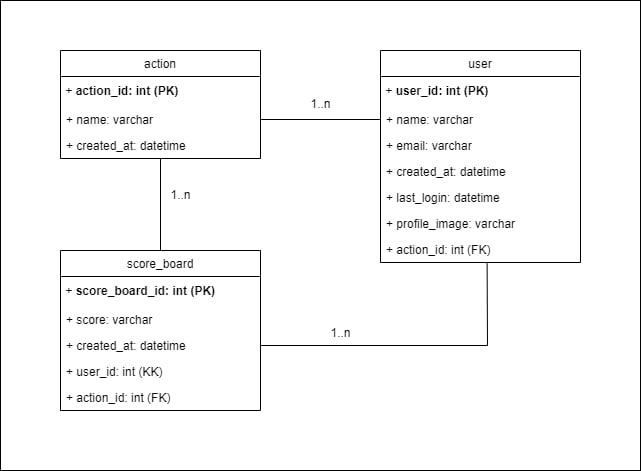 action
+ action_id: int (PK)
+ name: varchar
+ created_at: datetime
1..n
user
+ user_id: int (PK)
+ name: varchar
+ email: varchar
+ created_at: datetime
+ last_login: datetime
+ profile_image: varchar
+ action_id: int (FK)
1..n
score_board
+ score_board_id: int (PK)
+ score: varchar
+ created_at: datetime
+ user_id: int (KK)
+ action_id: int (FK)
1..n